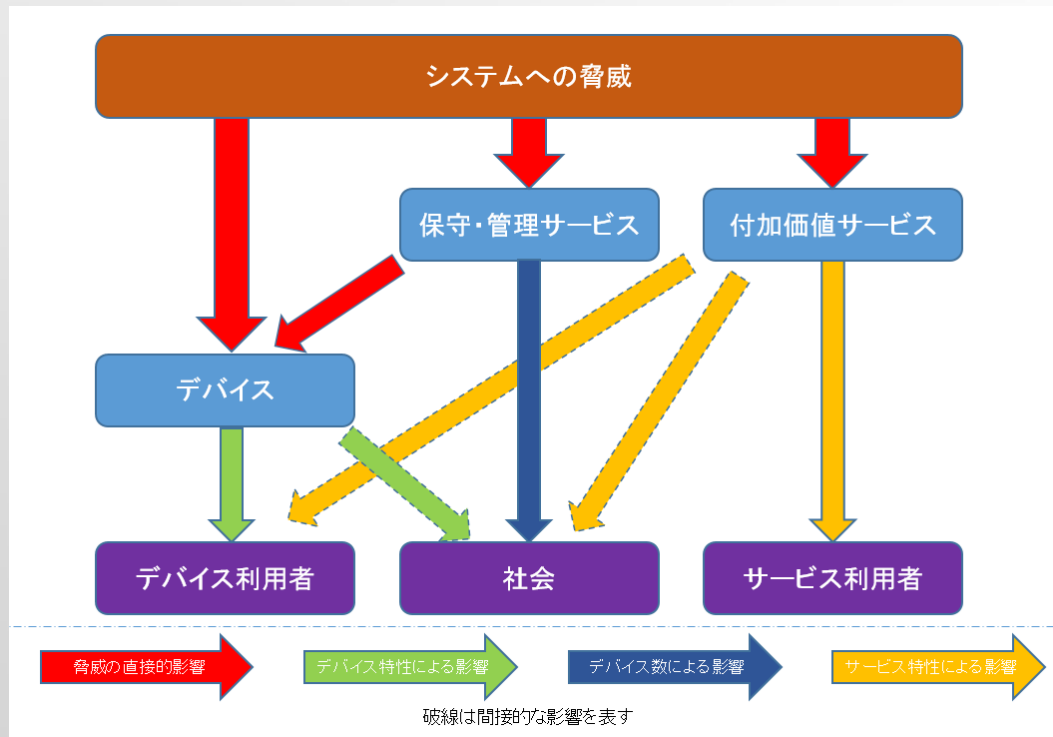 システムへの脅威
保守・管理サービス
付加価値サービス
デバイス
デバイス利用者
社会
サービス利用者
脅威の直接的影響
デバイス特性による影響
デバイス数による影響
サービス特性による影響
破線は間接的な影響を表す